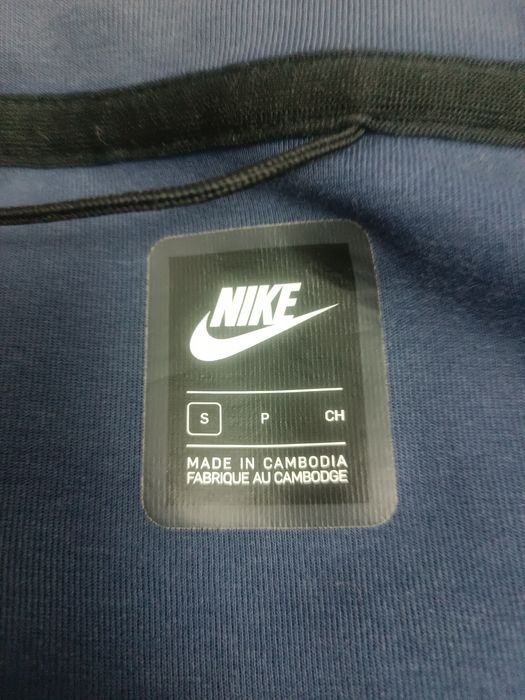 NIKE
S P CH
MADE IN CAMBODIA
FABRIQUE AU CAMBODGE